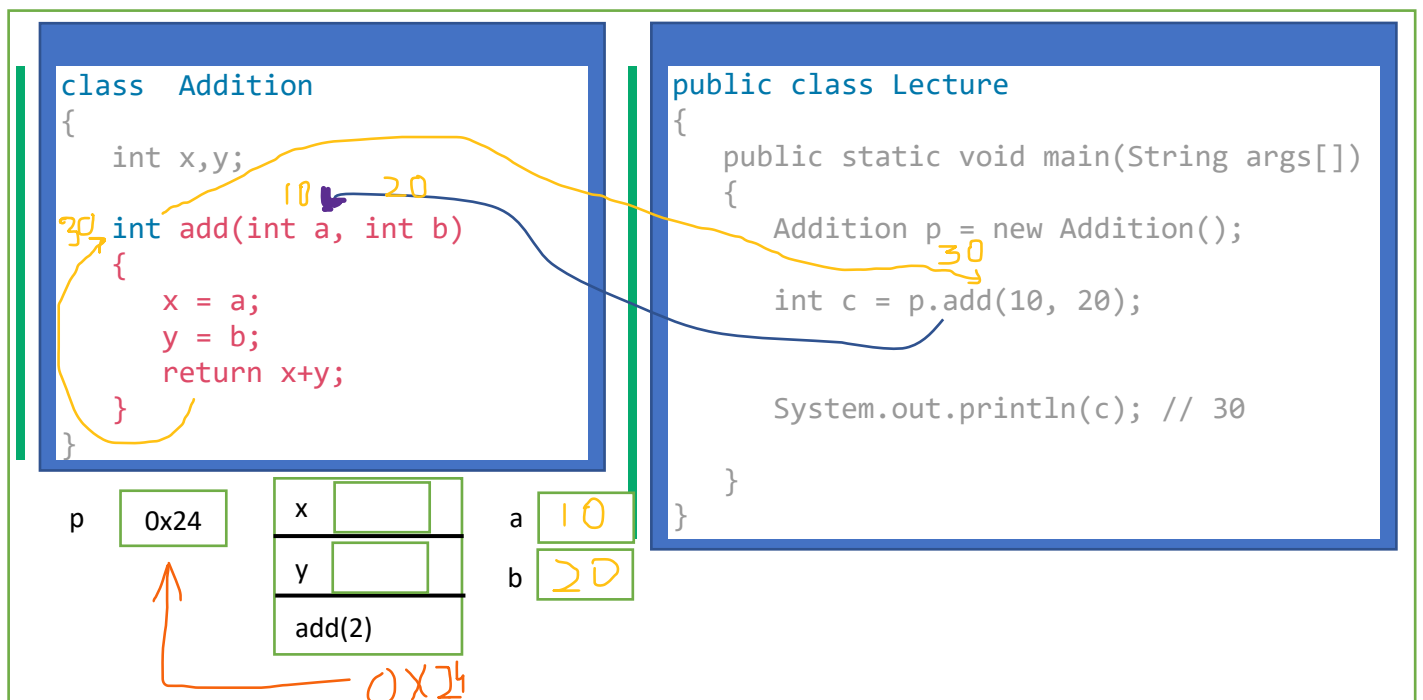 class  Addition
{
   int x,y;
10 20
30 int add(int a, int b)
   {
      x = a;
      y = b;
      return x+y;
   }
}
public class Lecture
{
   public static void main(String args[])
   {
      Addition p = new Addition();
30
      int c = p.add(10, 20);
      System.out.println(c); // 30
   }
}
p 0x24
x
y
add(2)
a 10
b 20
0X24